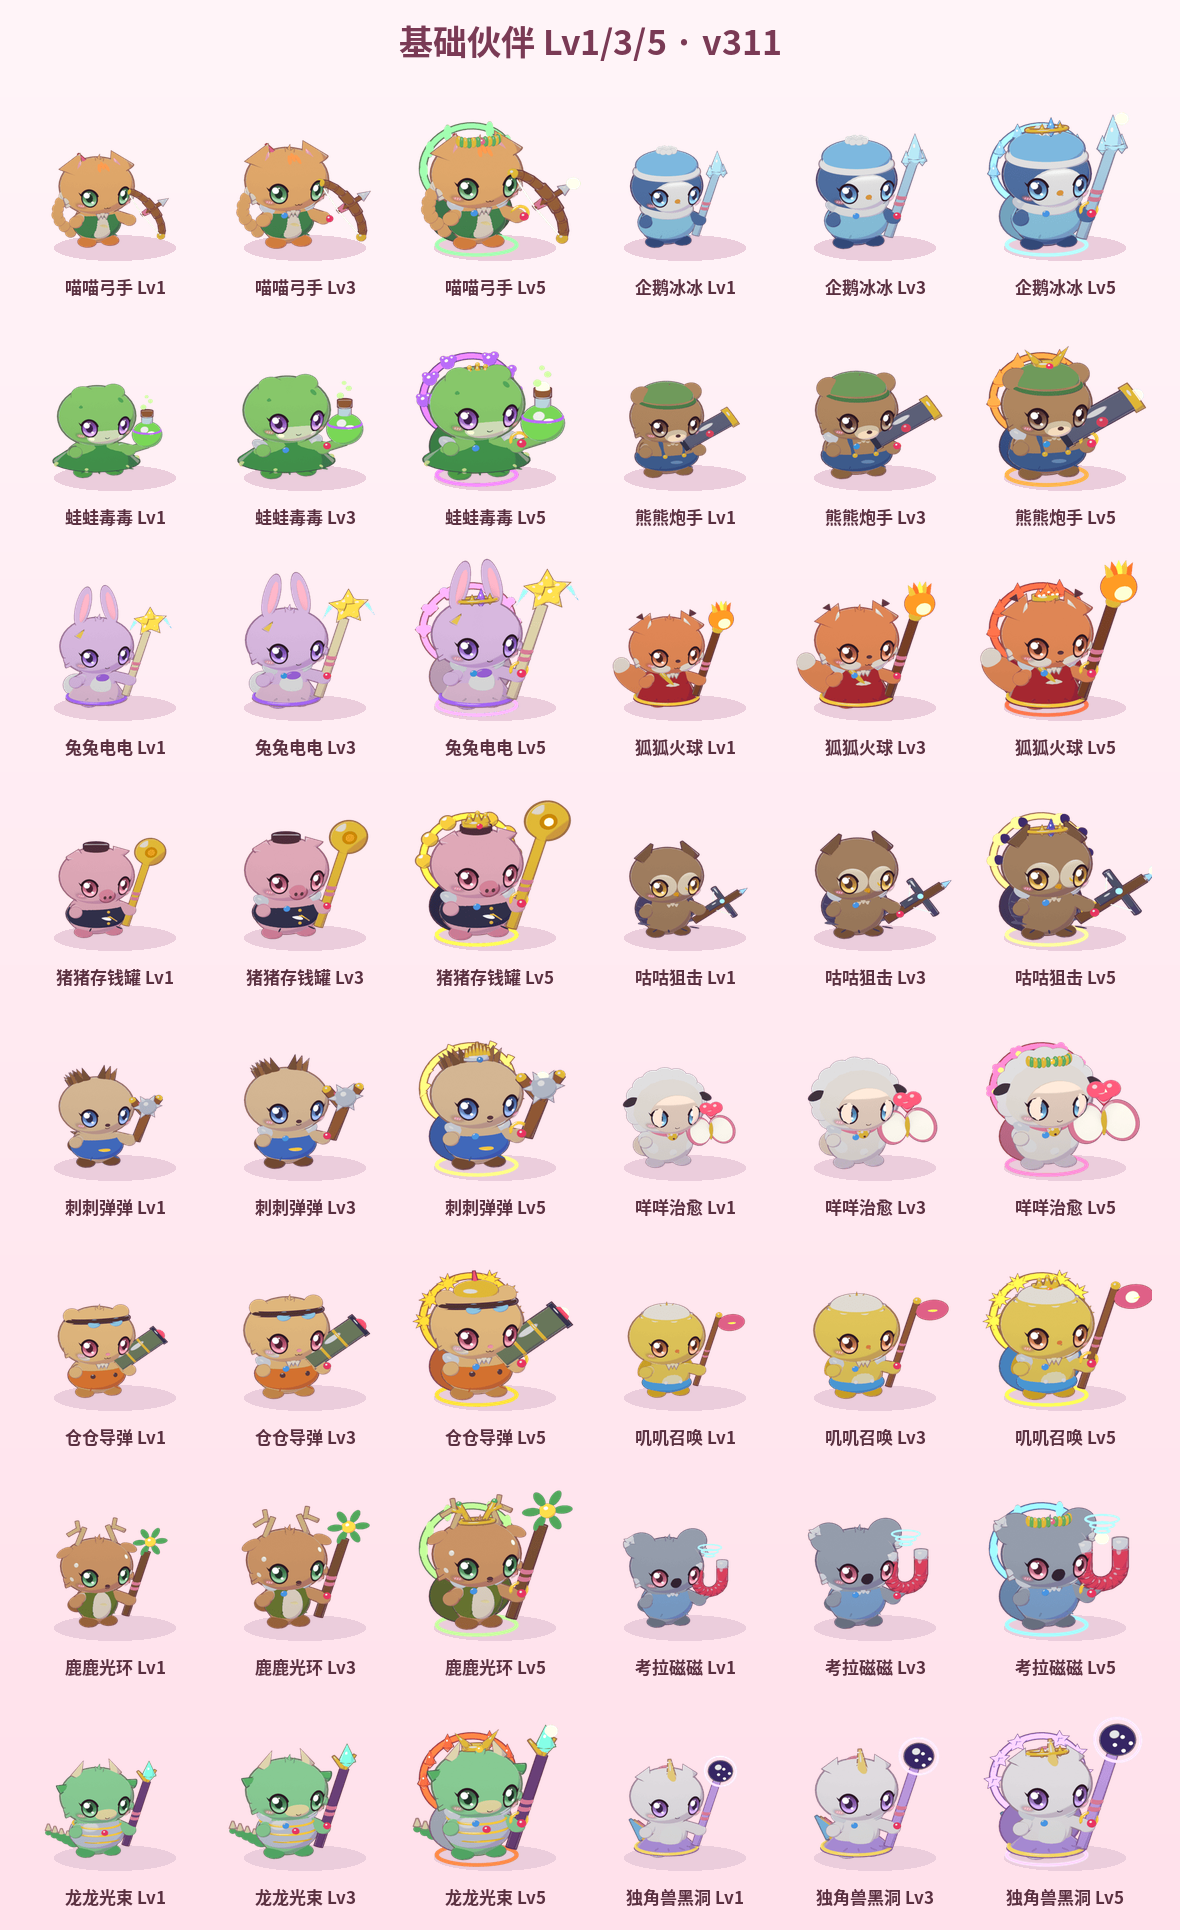 基础伙伴 Lv1/3/5 · v311
喵喵弓手 Lv1 喵喵弓手 Lv3 喵喵弓手 Lv5 企鹅冰冰 Lv1 企鹅冰冰 Lv3 企鹅冰冰 Lv5
蛙蛙毒毒 Lv1 蛙蛙毒毒 Lv3 蛙蛙毒毒 Lv5 熊熊炮手 Lv1 熊熊炮手 Lv3 熊熊炮手 Lv5
兔兔电电 Lv1 兔兔电电 Lv3 兔兔电电 Lv5 狐狐火球 Lv1 狐狐火球 Lv3 狐狐火球 Lv5
猪猪存钱罐 Lv1 猪猪存钱罐 Lv3 猪猪存钱罐 Lv5 咕咕狙击 Lv1 咕咕狙击 Lv3 咕咕狙击 Lv5
刺刺弹弹 Lv1 刺刺弹弹 Lv3 刺刺弹弹 Lv5 咩咩治愈 Lv1 咩咩治愈 Lv3 咩咩治愈 Lv5
仓仓导弹 Lv1 仓仓导弹 Lv3 仓仓导弹 Lv5 叽叽召唤 Lv1 叽叽召唤 Lv3 叽叽召唤 Lv5
鹿鹿光环 Lv1 鹿鹿光环 Lv3 鹿鹿光环 Lv5 考拉磁磁 Lv1 考拉磁磁 Lv3 考拉磁磁 Lv5
龙龙光束 Lv1 龙龙光束 Lv3 龙龙光束 Lv5 独角兽黑洞 Lv1 独角兽黑洞 Lv3 独角兽黑洞 Lv5